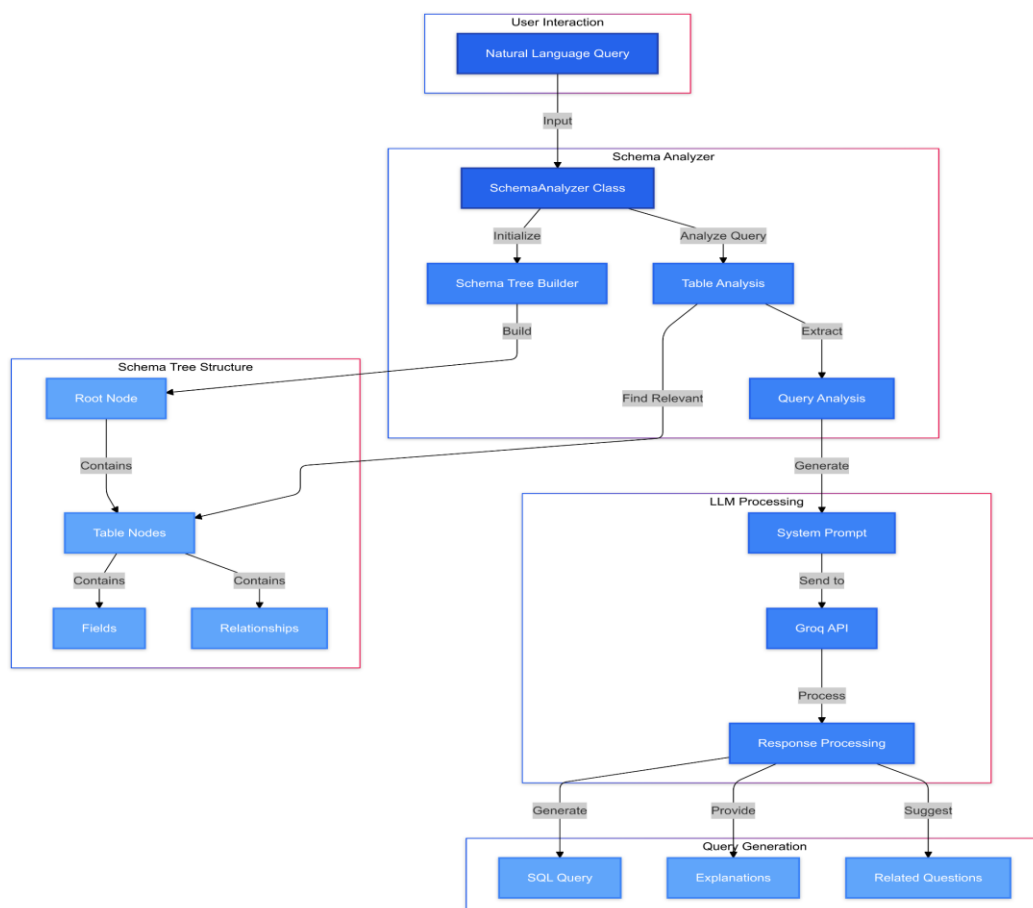 User Interaction
Natural Language Query
Input
Schema Analyzer
SchemaAnalyzer Class
Initialize
Analyze Query
Schema Tree Builder
Table Analysis
Build
Extract
Schema Tree Structure
Root Node
Find Relevant
Query Analysis
Contains
Generate
LLM Processing
Table Nodes
System Prompt
Contains
Contains
Send to
Fields
Relationships
Groq API
Process
Response Processing
Generate
Provide
Suggest
Query Generation
SQL Query
Explanations
Related Questions